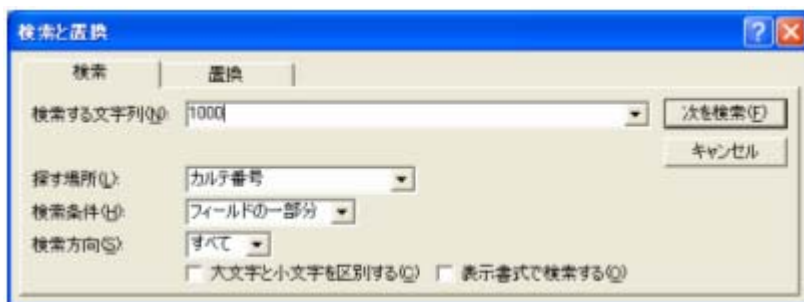 検索と置換
検索 置換
検索する文字列(N): 1000 次を検索(F)
キャンセル
探す場所(L): カルテ番号
検索条件(H): フィールドの一部分
検索方向(S): すべて
大文字と小文字を区別する(C) 表示書式で検索する(O)